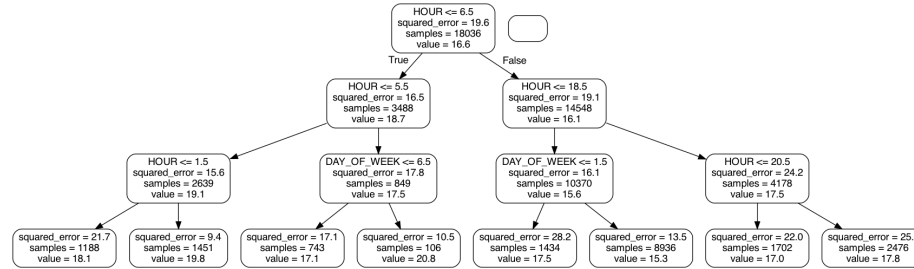 HOUR <= 6.5
squared_error = 19.6
samples = 18036
value = 16.6
True
False
HOUR <= 5.5
squared_error = 16.5
samples = 3488
value = 18.7
HOUR <= 18.5
squared_error = 19.1
samples = 14548
value = 16.1
HOUR <= 1.5
squared_error = 15.6
samples = 2639
value = 19.1
DAY_OF_WEEK <= 6.5
squared_error = 17.8
samples = 849
value = 17.5
DAY_OF_WEEK <= 1.5
squared_error = 16.1
samples = 10370
value = 15.6
HOUR <= 20.5
squared_error = 24.2
samples = 4178
value = 17.5
squared_error = 21.7
samples = 1188
value = 18.1
squared_error = 9.4
samples = 1451
value = 19.8
squared_error = 17.1
samples = 743
value = 17.1
squared_error = 10.5
samples = 106
value = 20.8
squared_error = 28.2
samples = 1434
value = 17.5
squared_error = 13.5
samples = 8936
value = 15.3
squared_error = 22.0
samples = 1702
value = 17.0
squared_error = 25.
samples = 2476
value = 17.8